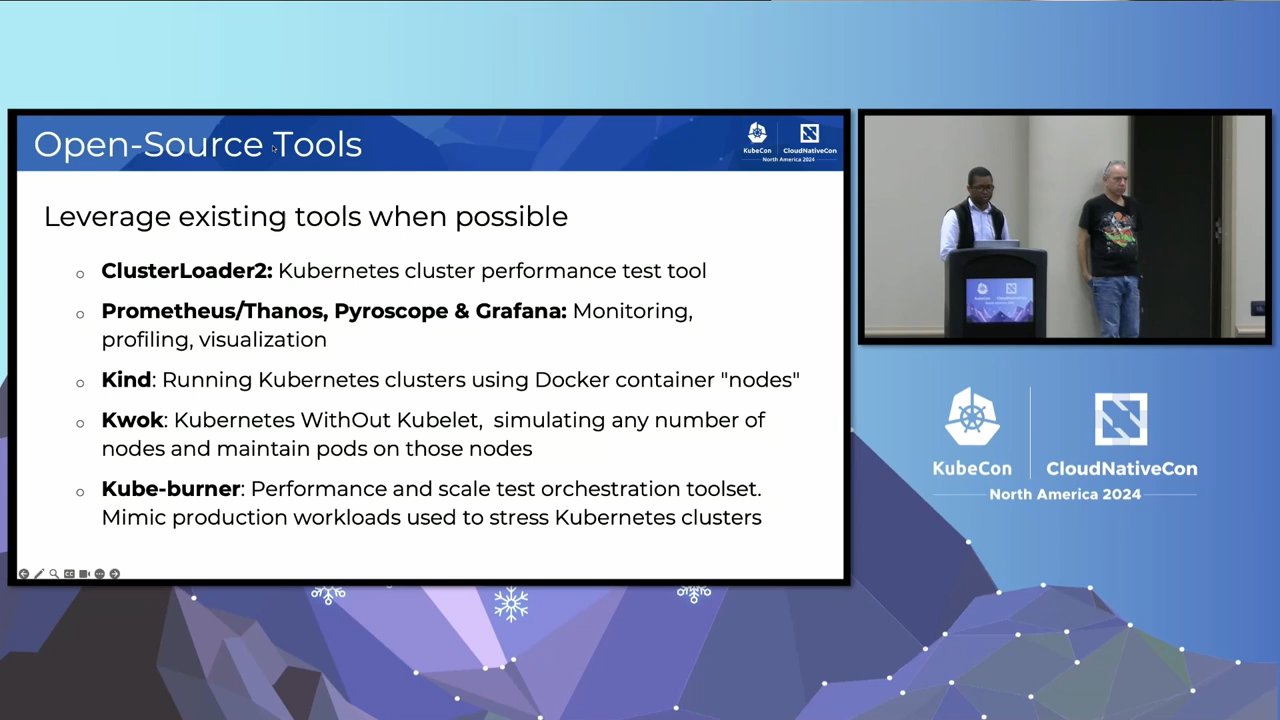 Open-Source Tools
KubeCon
CloudNativeCon
North America 2024
Leverage existing tools when possible
ClusterLoader2: Kubernetes cluster performance test tool
Prometheus/Thanos, Pyroscope & Grafana: Monitoring,
profiling, visualization
Kind: Running Kubernetes clusters using Docker container "nodes"
Kwok: Kubernetes WithOut Kubelet,  simulating any number of
nodes and maintain pods on those nodes
Kube-burner: Performance and scale test orchestration toolset.
Mimic production workloads used to stress Kubernetes clusters
KubeCon
CloudNativeCon
North America 2024